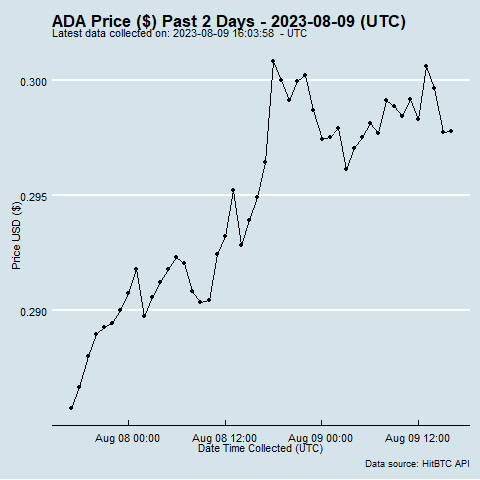 ADA Price ($) Past 2 Days - 2023-08-09 (UTC)
Latest data collected on: 2023-08-09 16:03:58 - UTC
0.300
0.295
0.290
Price USD ($)
Aug 08 00:00
Aug 08 12:00
Aug 09 00:00
Aug 09 12:00
Date Time Collected (UTC)
Data source: HitBTC API